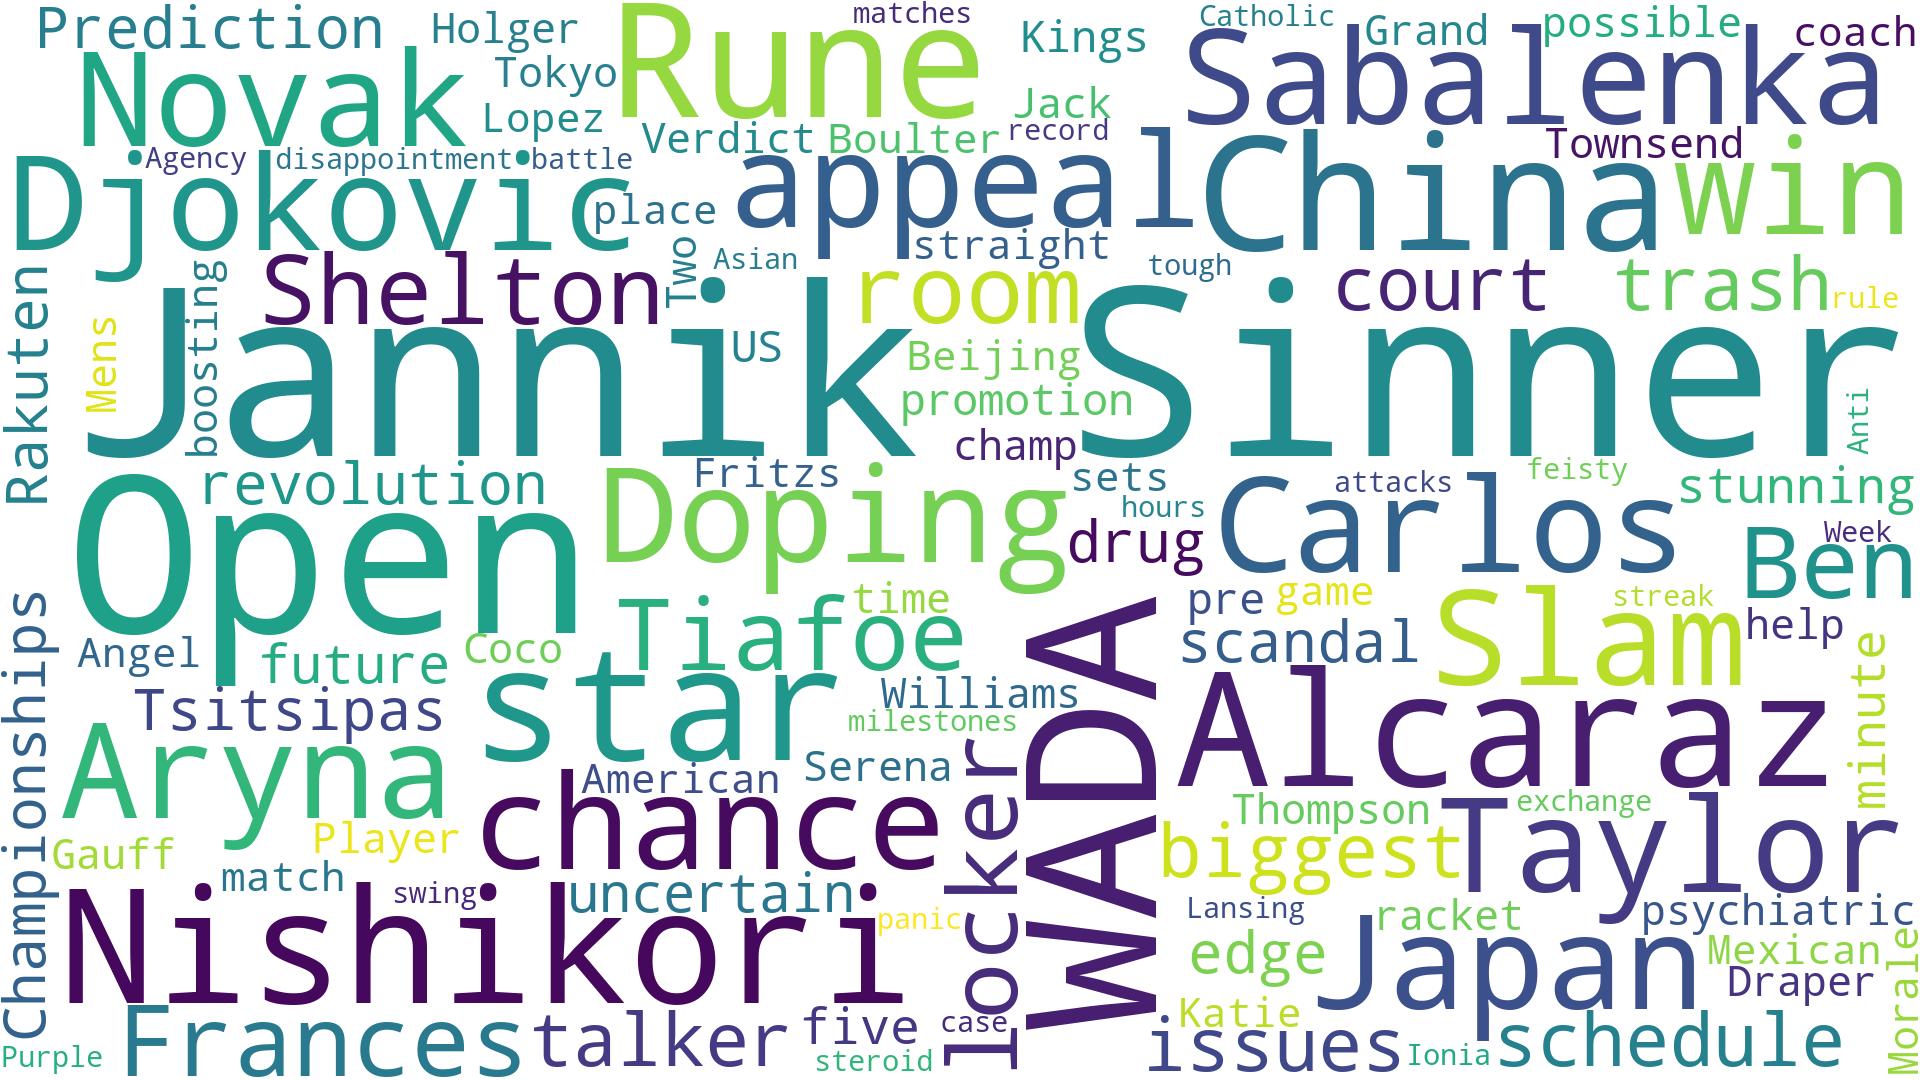 Prediction
Holger
matches
Kings
Catholic
Grand
possible
coach
Novak
Tokyo
Rune
Jack
Sabalenka
Lopez
Verdict
Boulter
record
Townsend
Agency
disappointment
battle
Djokovic
place
appeal
China
win
straight
Two
Asian
tough
Shelton
room
court
trash
rule
Rakuten
Mens
boosting
Jannik
US
Beijing
promotion
champ
Sinner
Anti
revolution
Fritzs
sets
hours
attacks
feisty
stunning
Open
Doping
drug
Carlos
Week
Ben
Championships
Angel
future
Coco
Tiafoe
time
pre
game
streak
scandal
Slam
help
Tsitsipas
star
Williams
milestones
WADA
Alcaraz
minute
Aryna
American
Serena
locker
Thompson
exchange
Gauff
Player
chance
biggest
Taylor
match
swing
uncertain
panic
Lansing
racket
psychiatric
Nishikori
edge
Japan
Mexican
Draper
Morale
Frances
talker
five
case
Katie
Purple
steroid
issues
Ionia
schedule